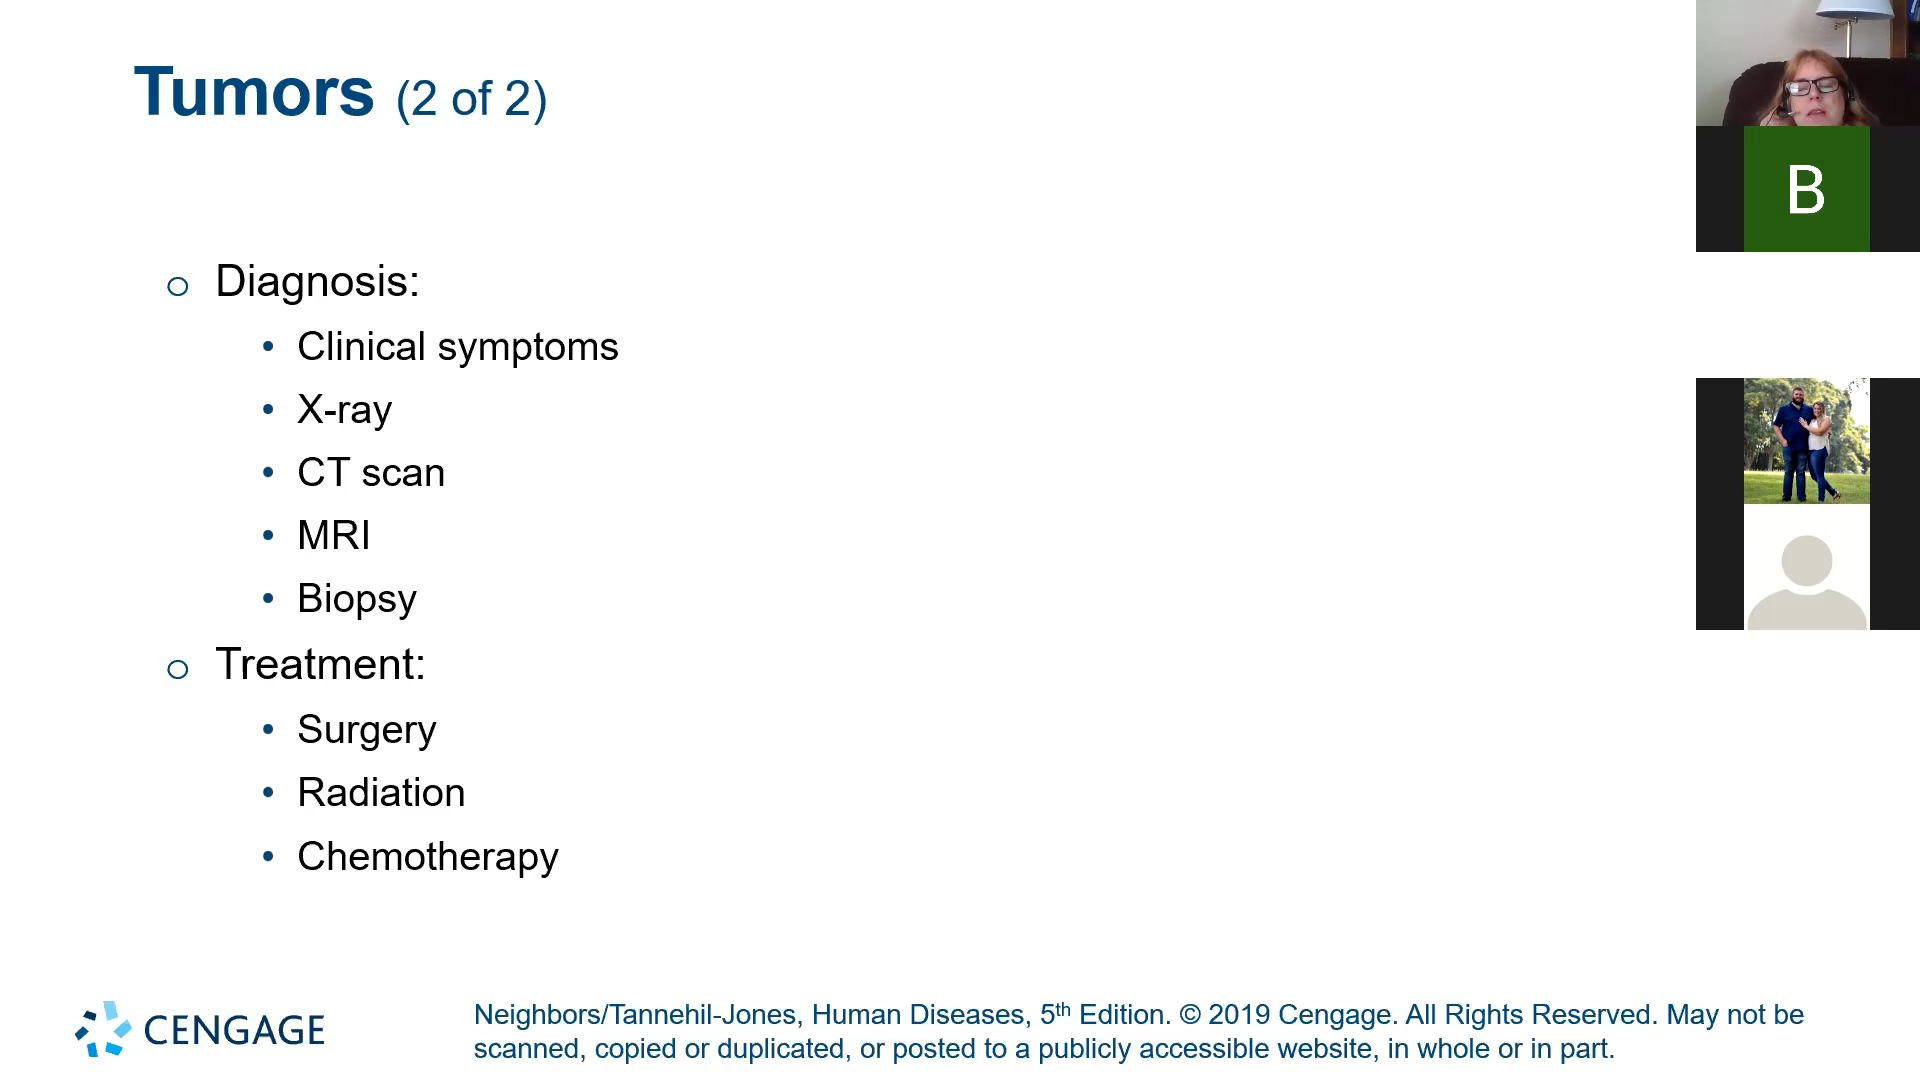 Tumors (2 of 2)
B
o Diagnosis:
• Clinical symptoms
• X-ray
• CT scan
• MRI
• Biopsy
o Treatment:
• Surgery
• Radiation
• Chemotherapy
CENGAGE
Neighbors/Tannehil-Jones, Human Diseases, 5th Edition. © 2019 Cengage. All Rights Reserved. May not be
scanned, copied or duplicated, or posted to a publicly accessible website, in whole or in part.